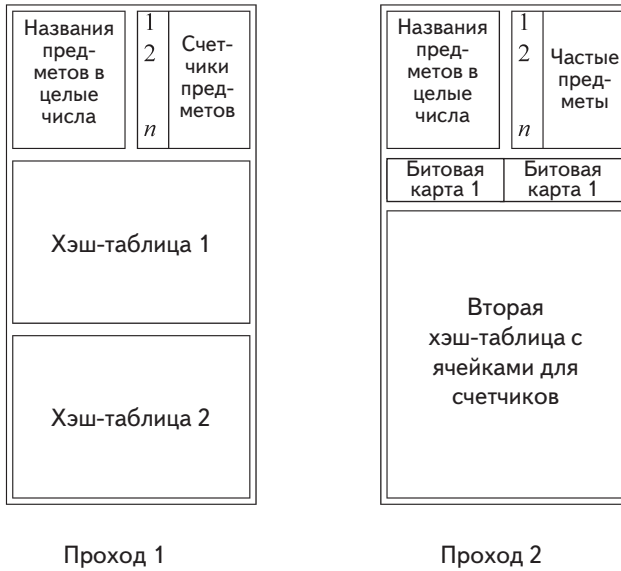 Названия
пред-
метов в
целые
числа
1
2
n
Счет-
чики
пред-
метов
Хэш-таблица 1
Хэш-таблица 2
Проход 1
Названия
пред-
метов в
целые
числа
1
2
n
Частые
пред-
меты
Битовая
карта 1
Битовая
карта 1
Вторая
хэш-таблица с
ячейками для
счетчиков
Проход 2